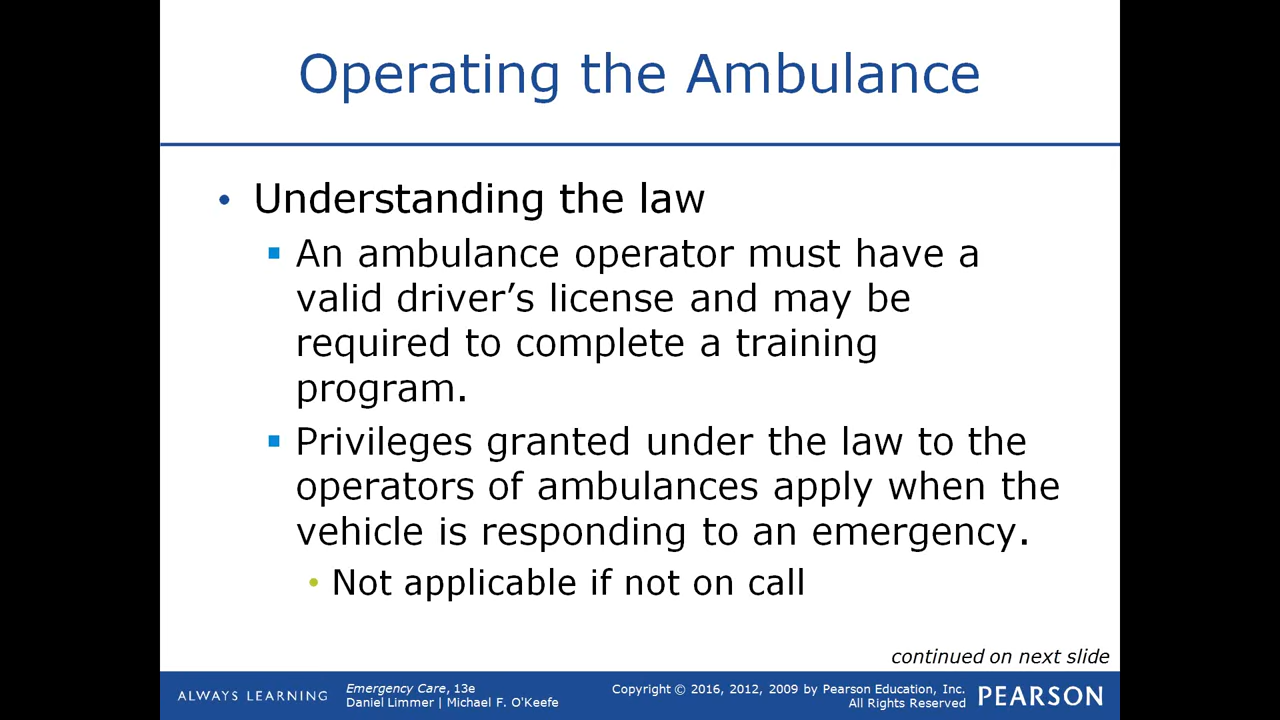 Operating the Ambulance
• Understanding the law
▪ An ambulance operator must have a
valid driver’s license and may be
required to complete a training
program.
▪ Privileges granted under the law to the
operators of ambulances apply when the
vehicle is responding to an emergency.
• Not applicable if not on call
continued on next slide
ALWAYS LEARNING
Emergency Care, 13e
Daniel Limmer | Michael F. O'Keefe
Copyright © 2016, 2012, 2009 by Pearson Education, Inc.
All Rights Reserved
PEARSON